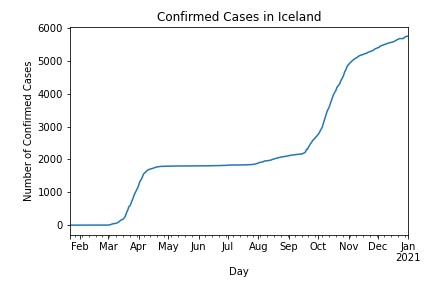 Confirmed Cases in Iceland
6000
5000
4000
3000
2000
1000
0
Number of Confirmed Cases
Feb Mar Apr May Jun Jul Aug Sep Oct Nov Dec Jan
2021
Day